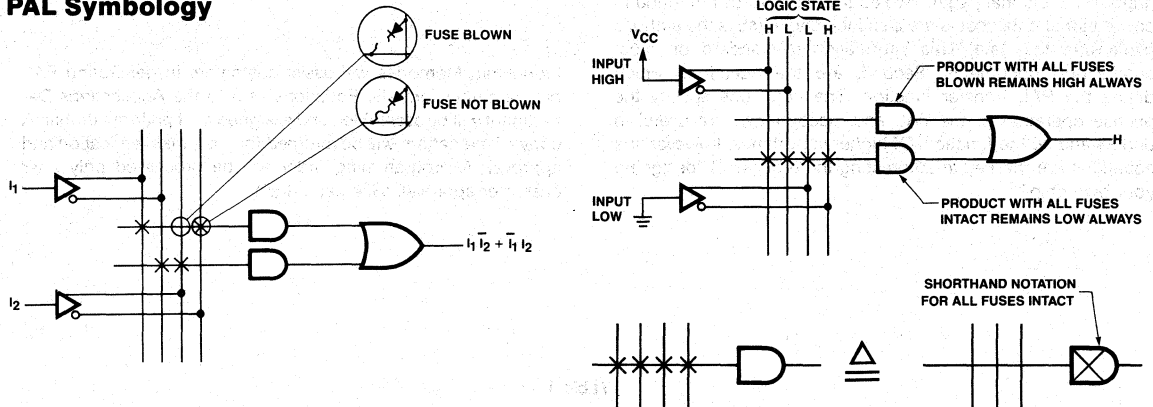 PAL Symbology
FUSE BLOWN
FUSE NOT BLOWN
I1
I2
I1 I̅2 + I̅1 I2
LOGIC STATE
H L L H
VCC
INPUT
HIGH
INPUT
LOW
PRODUCT WITH ALL FUSES
BLOWN REMAINS HIGH ALWAYS
H
PRODUCT WITH ALL FUSES
INTACT REMAINS LOW ALWAYS
SHORTHAND NOTATION
FOR ALL FUSES INTACT